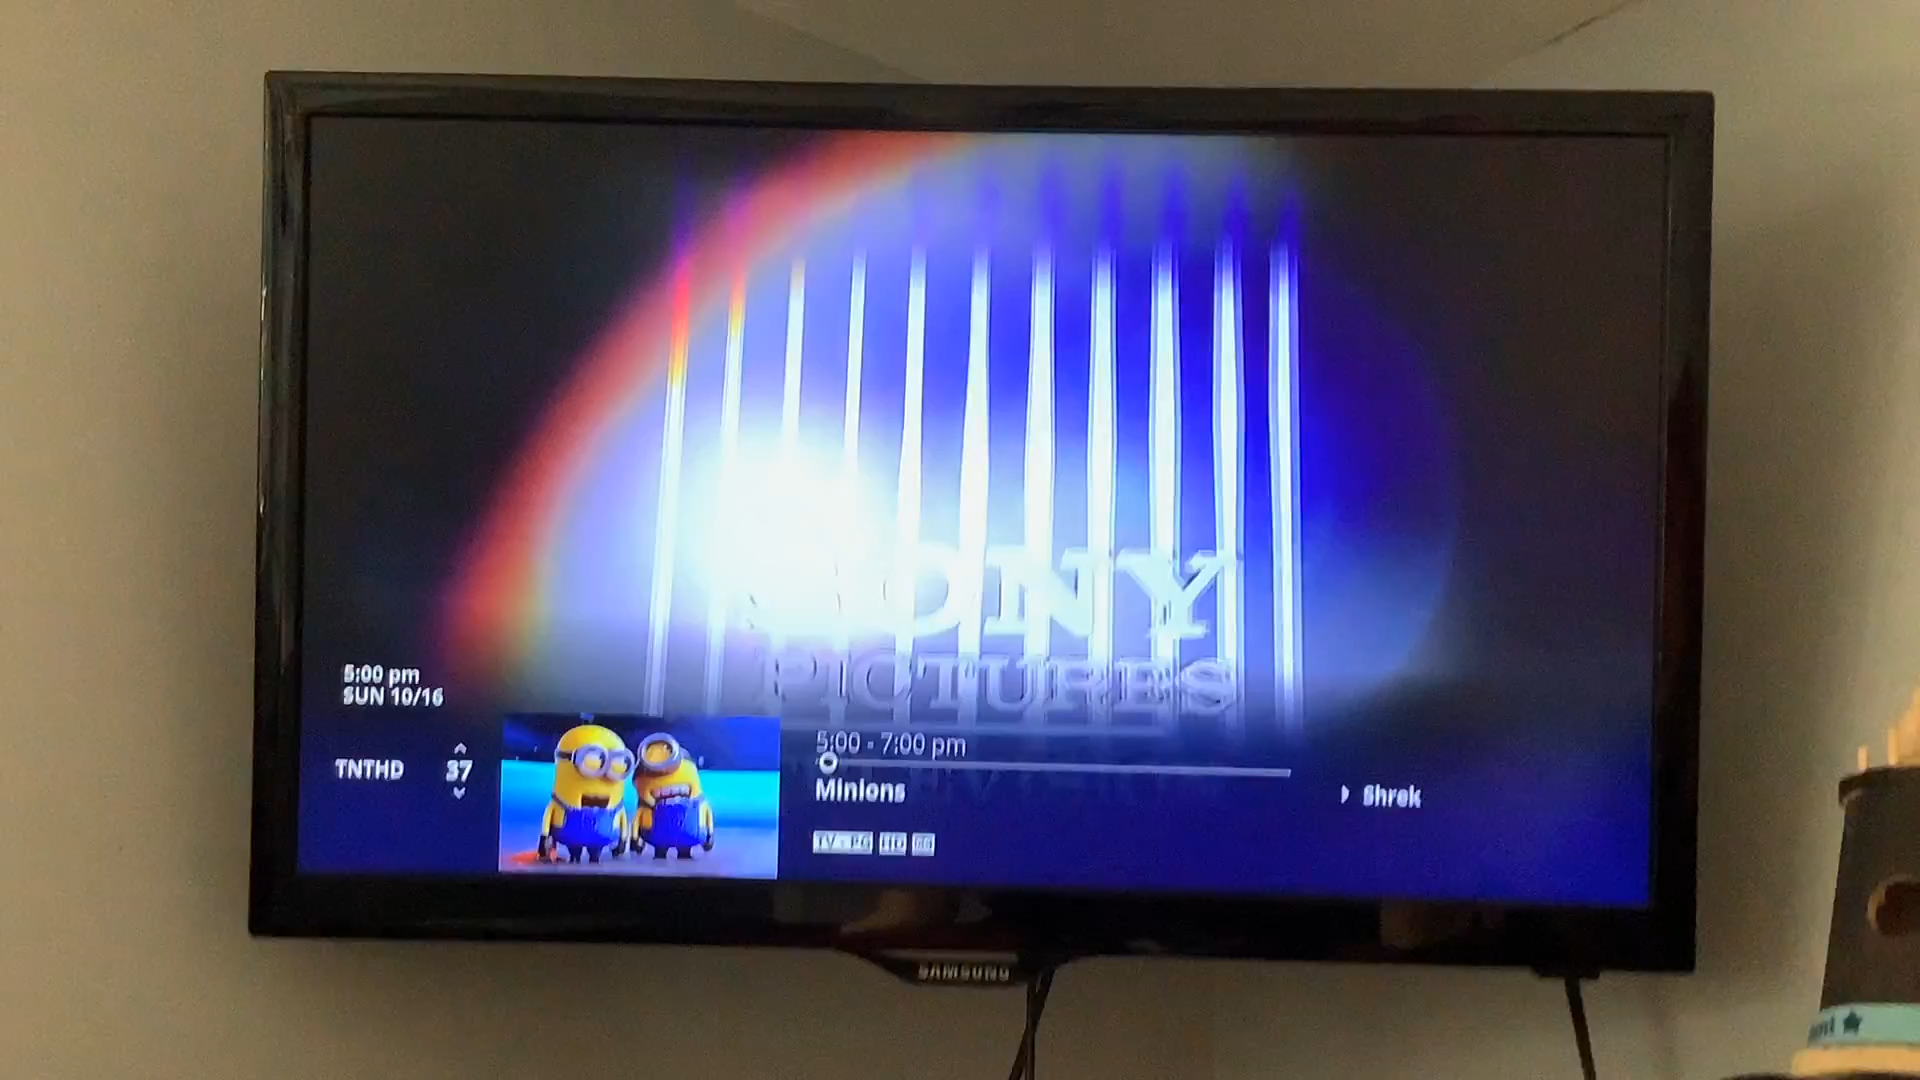 SONY
PICTURES
5:00 pm
SUN 10/16
5:00 - 7:00 pm
TNTHD 37
Minions
Shrek
TV-PG HD CC
SAMSUNG